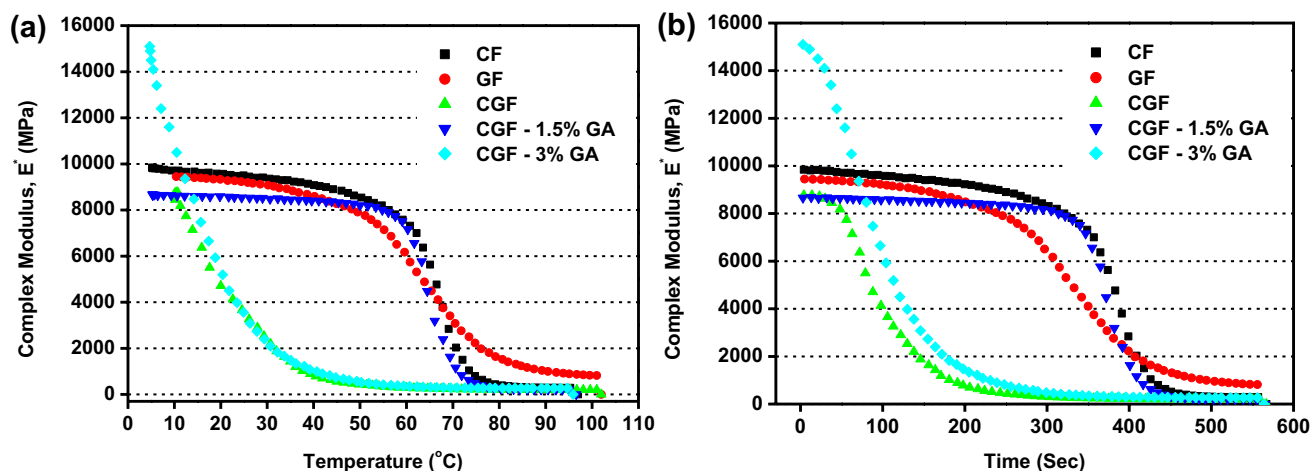 (a)
16000
14000
12000
10000
8000
6000
4000
2000
0
Complex Modulus, E* (MPa)
CF
GF
CGF
CGF - 1.5% GA
CGF - 3% GA
0 10 20 30 40 50 60 70 80 90 100 110
Temperature (°C)
(b)
16000
14000
12000
10000
8000
6000
4000
2000
0
Complex Modulus, E* (MPa)
CF
GF
CGF
CGF - 1.5% GA
CGF - 3% GA
0 100 200 300 400 500 600
Time (Sec)